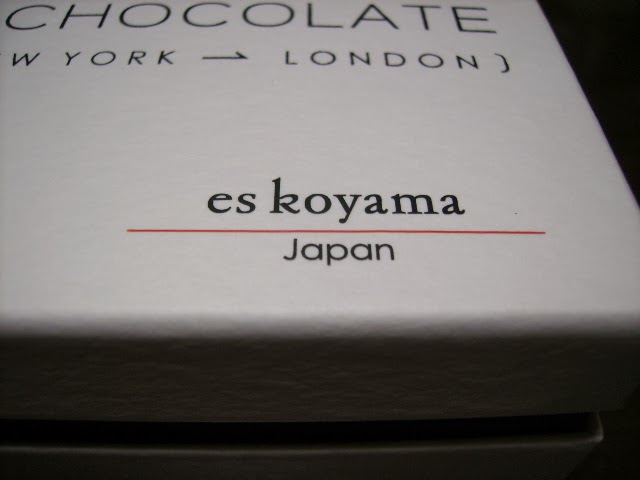 CHOCOLATE
W YORK → LONDON)
es koyama
Japan